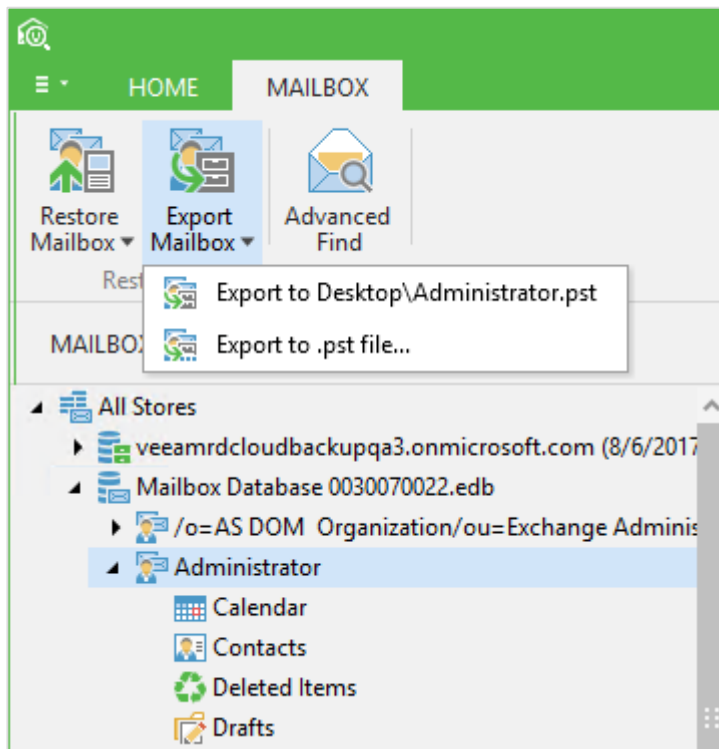 HOME MAILBOX
Restore Mailbox
Export Mailbox
Advanced Find
Rest
Export to Desktop\Administrator.pst
Export to .pst file...
MAILBO
All Stores
veeamrdcloudbackupqa3.onmicrosoft.com (8/6/2017
Mailbox Database 0030070022.edb
/o=AS DOM Organization/ou=Exchange Adminis
Administrator
Calendar
Contacts
Deleted Items
Drafts